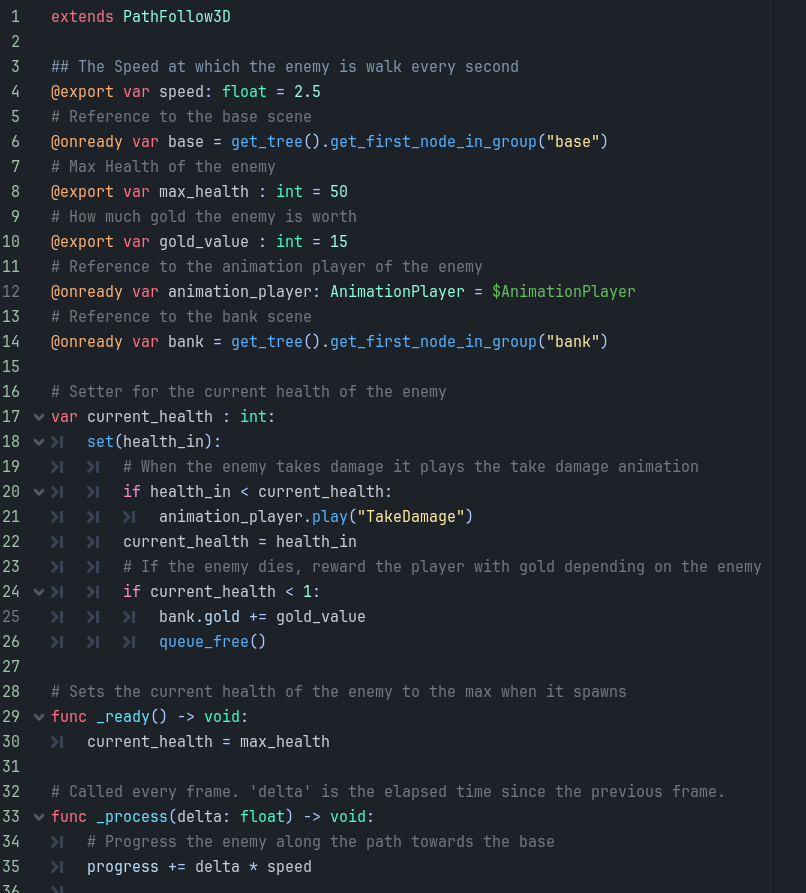 1 extends PathFollow3D
2
3 ## The Speed at which the enemy is walk every second
4 @export var speed: float = 2.5
5 # Reference to the base scene
6 @onready var base = get_tree().get_first_node_in_group("base")
7 # Max Health of the enemy
8 @export var max_health : int = 50
9 # How much gold the enemy is worth
10 @export var gold_value : int = 15
11 # Reference to the animation player of the enemy
12 @onready var animation_player: AnimationPlayer = $AnimationPlayer
13 # Reference to the bank scene
14 @onready var bank = get_tree().get_first_node_in_group("bank")
15
16 # Setter for the current health of the enemy
17 var current_health : int:
18 set(health_in):
19 # When the enemy takes damage it plays the take damage animation
20 if health_in < current_health:
21 animation_player.play("TakeDamage")
22 current_health = health_in
23 # If the enemy dies, reward the player with gold depending on the enemy
24 if current_health < 1:
25 bank.gold += gold_value
26 queue_free()
27
28 # Sets the current health of the enemy to the max when it spawns
29 func _ready() -> void:
30 current_health = max_health
31
32 # Called every frame. 'delta' is the elapsed time since the previous frame.
33 func _process(delta: float) -> void:
34 # Progress the enemy along the path towards the base
35 progress += delta * speed
36